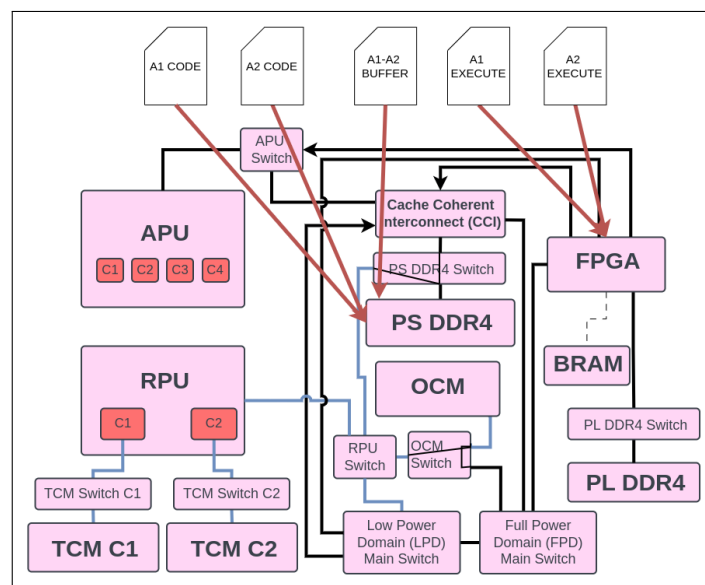 A1 CODE
A2 CODE
A1-A2
BUFFER
A1
EXECUTE
A2
EXECUTE
APU
Switch
Cache Coherent
Interconnect (CCI)
APU
C1
C2
C3
C4
FPGA
PS DDR4 Switch
PS DDR4
BRAM
RPU
C1
C2
OCM
PL DDR4 Switch
RPU
Switch
OCM
Switch
PL DDR4
TCM Switch C1
TCM Switch C2
TCM C1
TCM C2
Low Power
Domain (LPD)
Main Switch
Full Power
Domain (FPD)
Main Switch